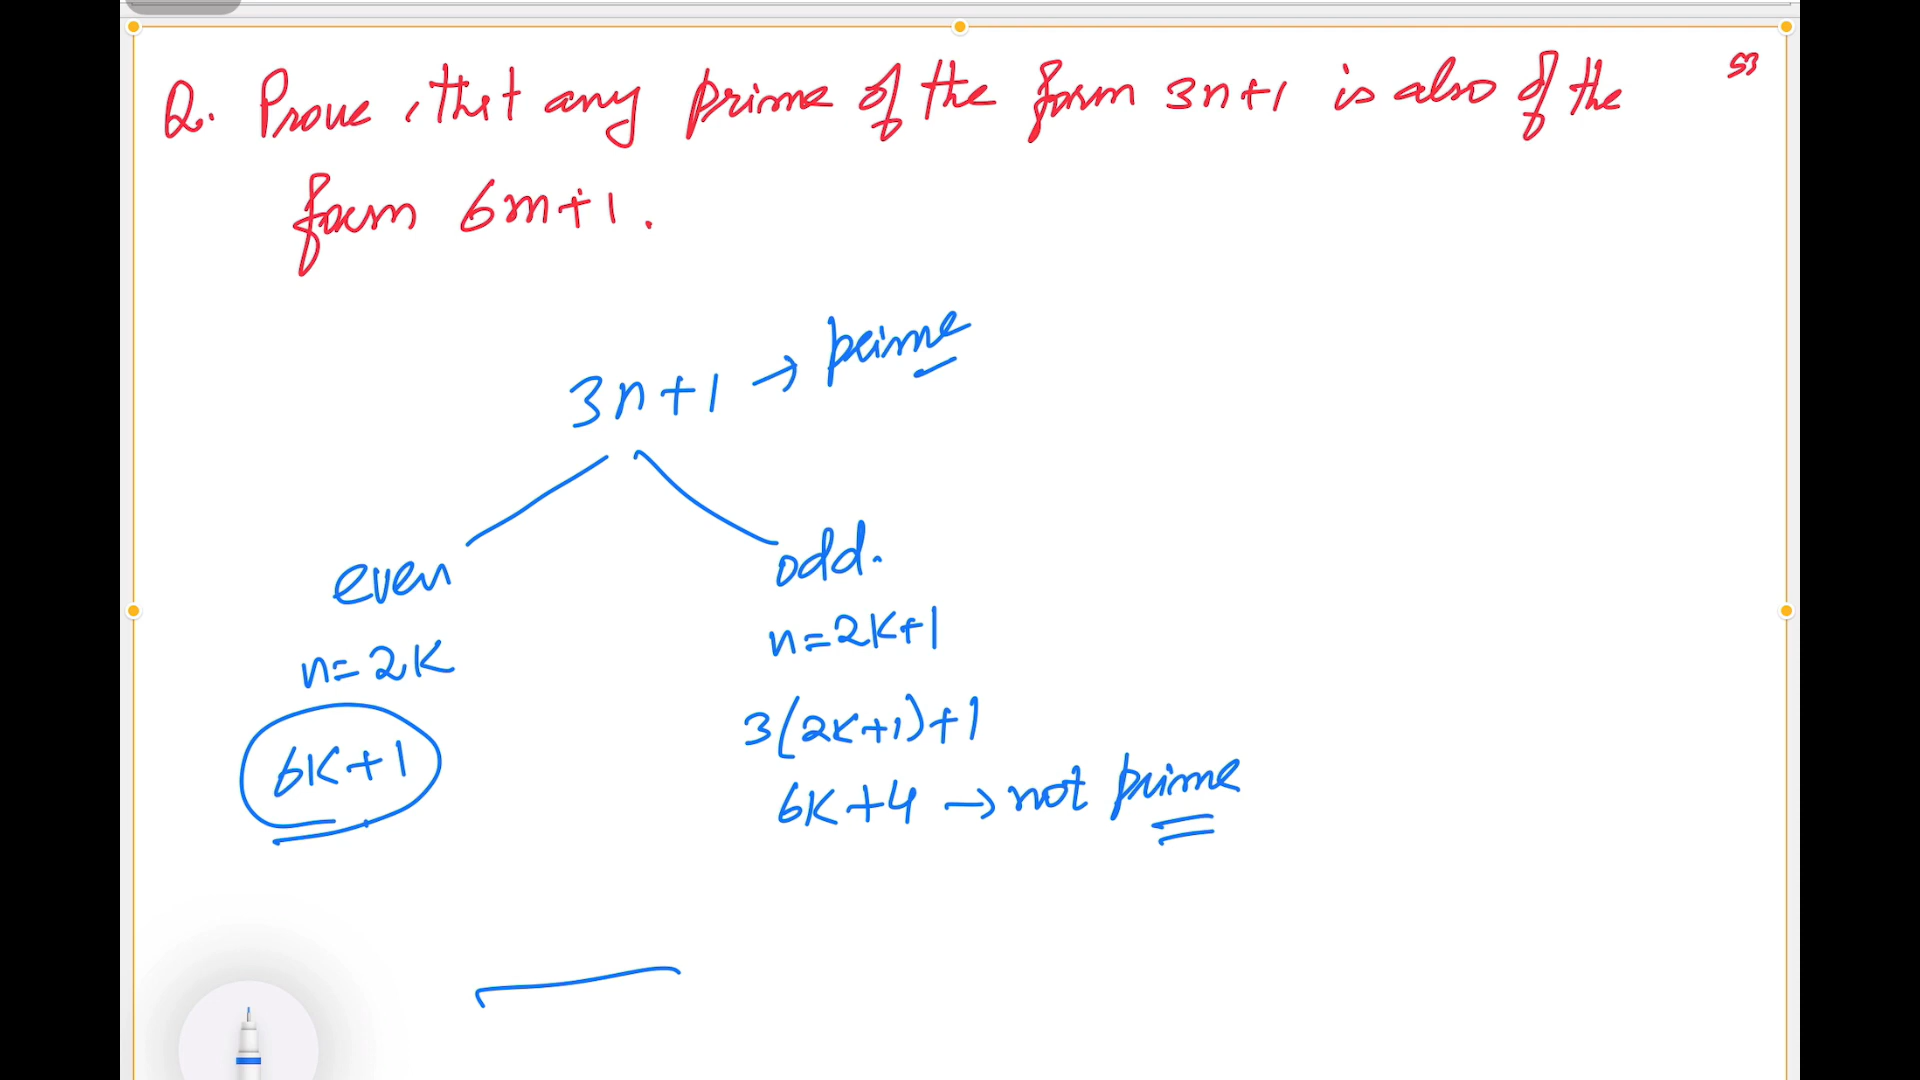 Q. Prove that any prime of the form 3n+1 is also of the
53
form 6m+1.
3n+1 → prime
even
odd.
n=2K
n=2K+1
6K+1
3(2K+1)+1
6K+4 → not prime